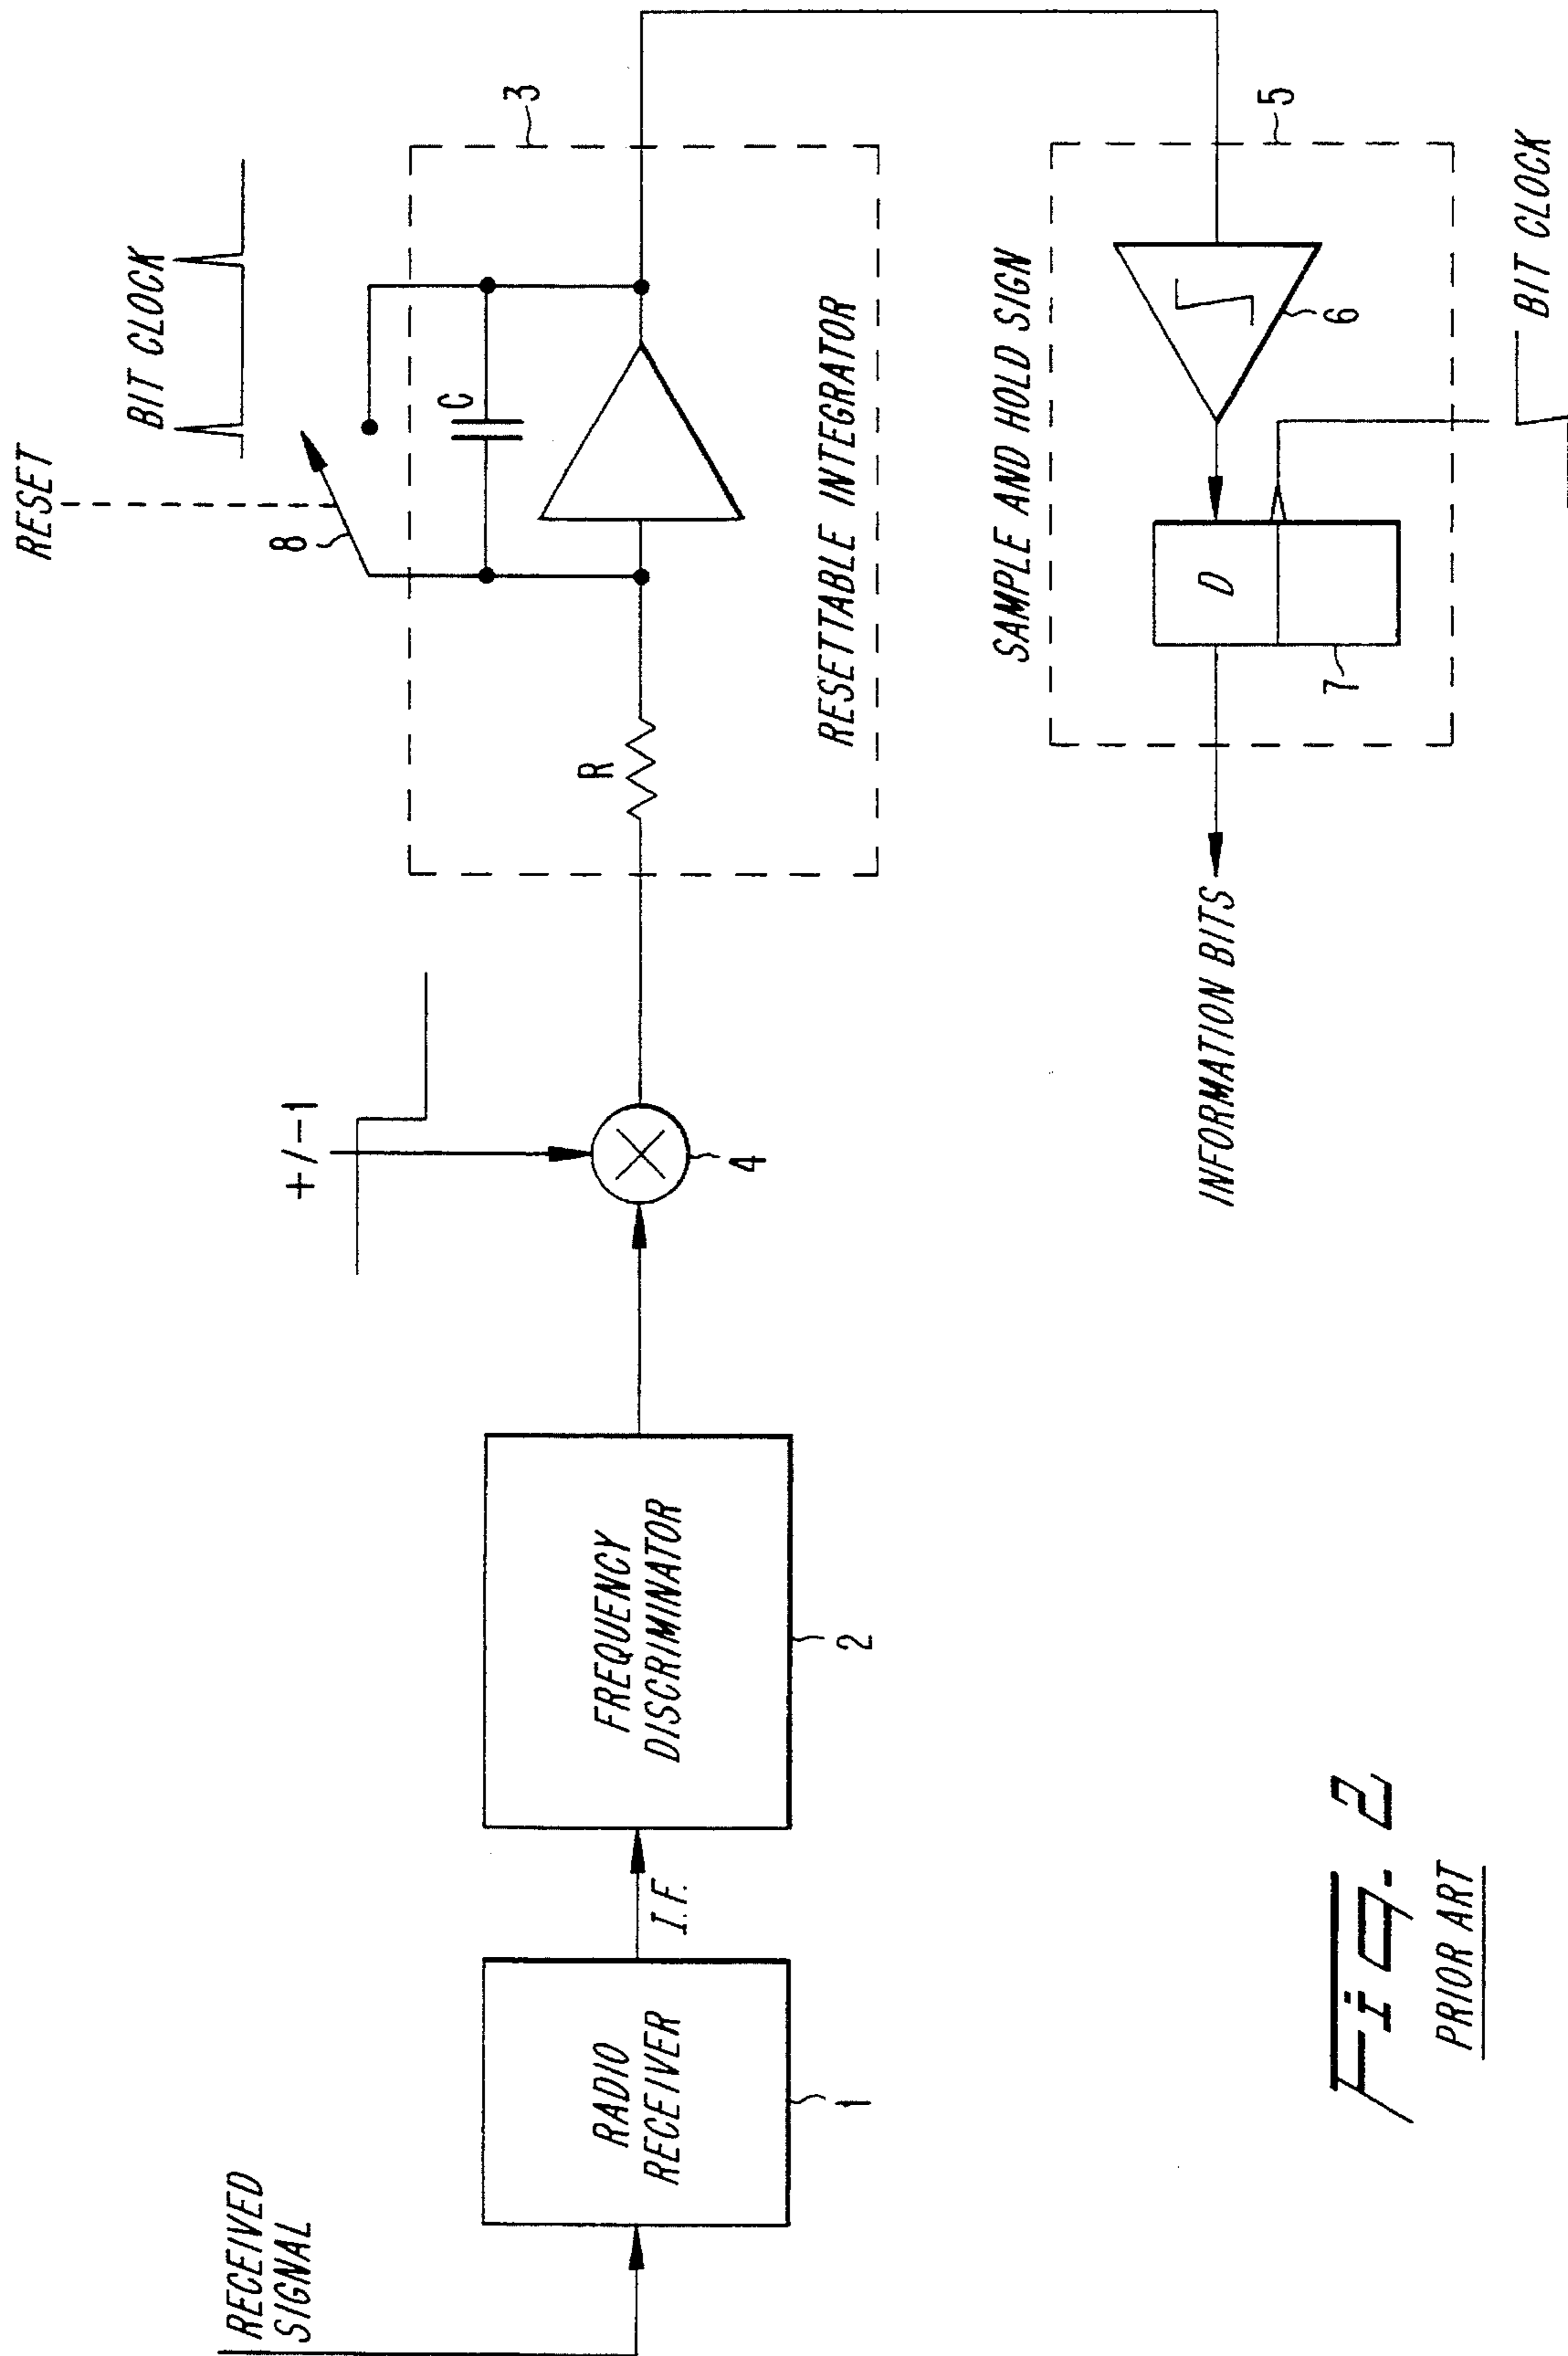 RECEIVED
SIGNAL
RADIO
RECEIVER
1
I.F.
FREQUENCY
DISCRIMINATOR
2
+/-1
4
RESET
8
BIT CLOCK
3
R
C
RESETTABLE INTEGRATOR
SAMPLE AND HOLD SIGN
5
6
D
7
BIT CLOCK
INFORMATION BITS
Fig. 2
PRIOR ART